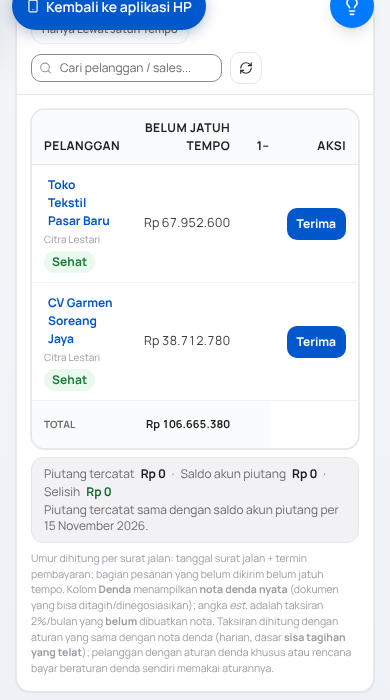 Kembali ke aplikasi HP
Hanya Lewat Jatuh Tempo
Cari pelanggan / sales...
BELUM JATUH
PELANGGAN TEMPO 1– AKSI
Toko
Tekstil
Pasar Baru Rp 67.952.600 Terima
Citra Lestari
Sehat
CV Garmen
Soreang
Jaya Rp 38.712.780 Terima
Citra Lestari
Sehat
TOTAL Rp 106.665.380
Piutang tercatat Rp 0 · Saldo akun piutang Rp 0 ·
Selisih Rp 0
Piutang tercatat sama dengan saldo akun piutang per
15 November 2026.
Umur dihitung per surat jalan: tanggal surat jalan + termin
pembayaran; bagian pesanan yang belum dikirim belum jatuh
tempo. Kolom Denda menampilkan nota denda nyata (dokumen
yang bisa ditagih/dinegosiasikan); angka est. adalah taksiran
2%/bulan yang belum dibuatkan nota. Taksiran dihitung dengan
aturan yang sama dengan nota denda (harian, dasar sisa tagihan
yang telat); pelanggan dengan aturan denda khusus atau rencana
bayar beraturan denda sendiri memakai aturannya.